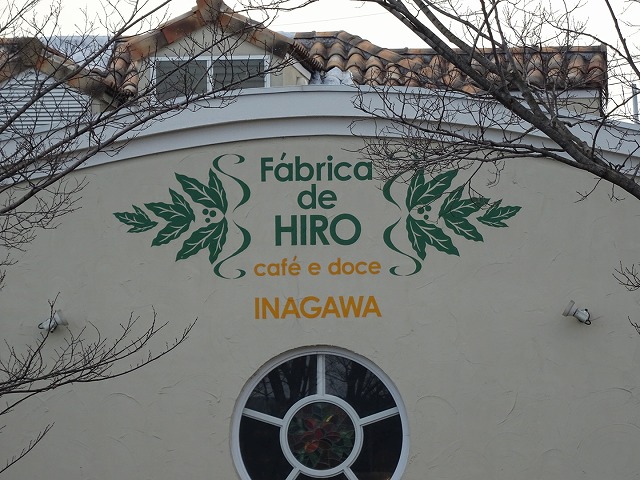 Fábrica
de
HIRO
café e doce
INAGAWA